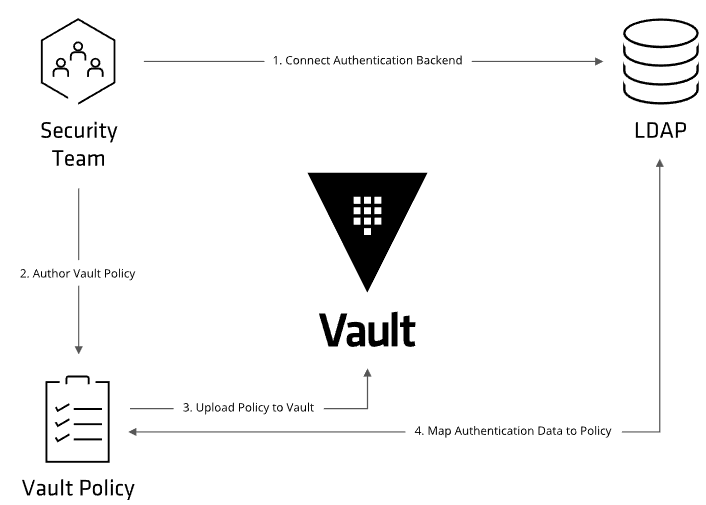 1. Connect Authentication Backend
Security
Team
LDAP
2. Author Vault Policy
Vault
3. Upload Policy to Vault
4. Map Authentication Data to Policy
Vault Policy